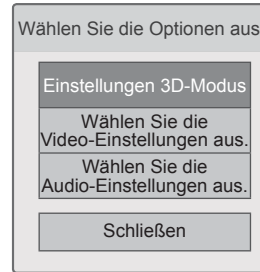 Wählen Sie die Optionen aus
Einstellungen 3D-Modus
Wählen Sie die
Video-Einstellungen aus.
Wählen Sie die
Audio-Einstellungen aus.
Schließen